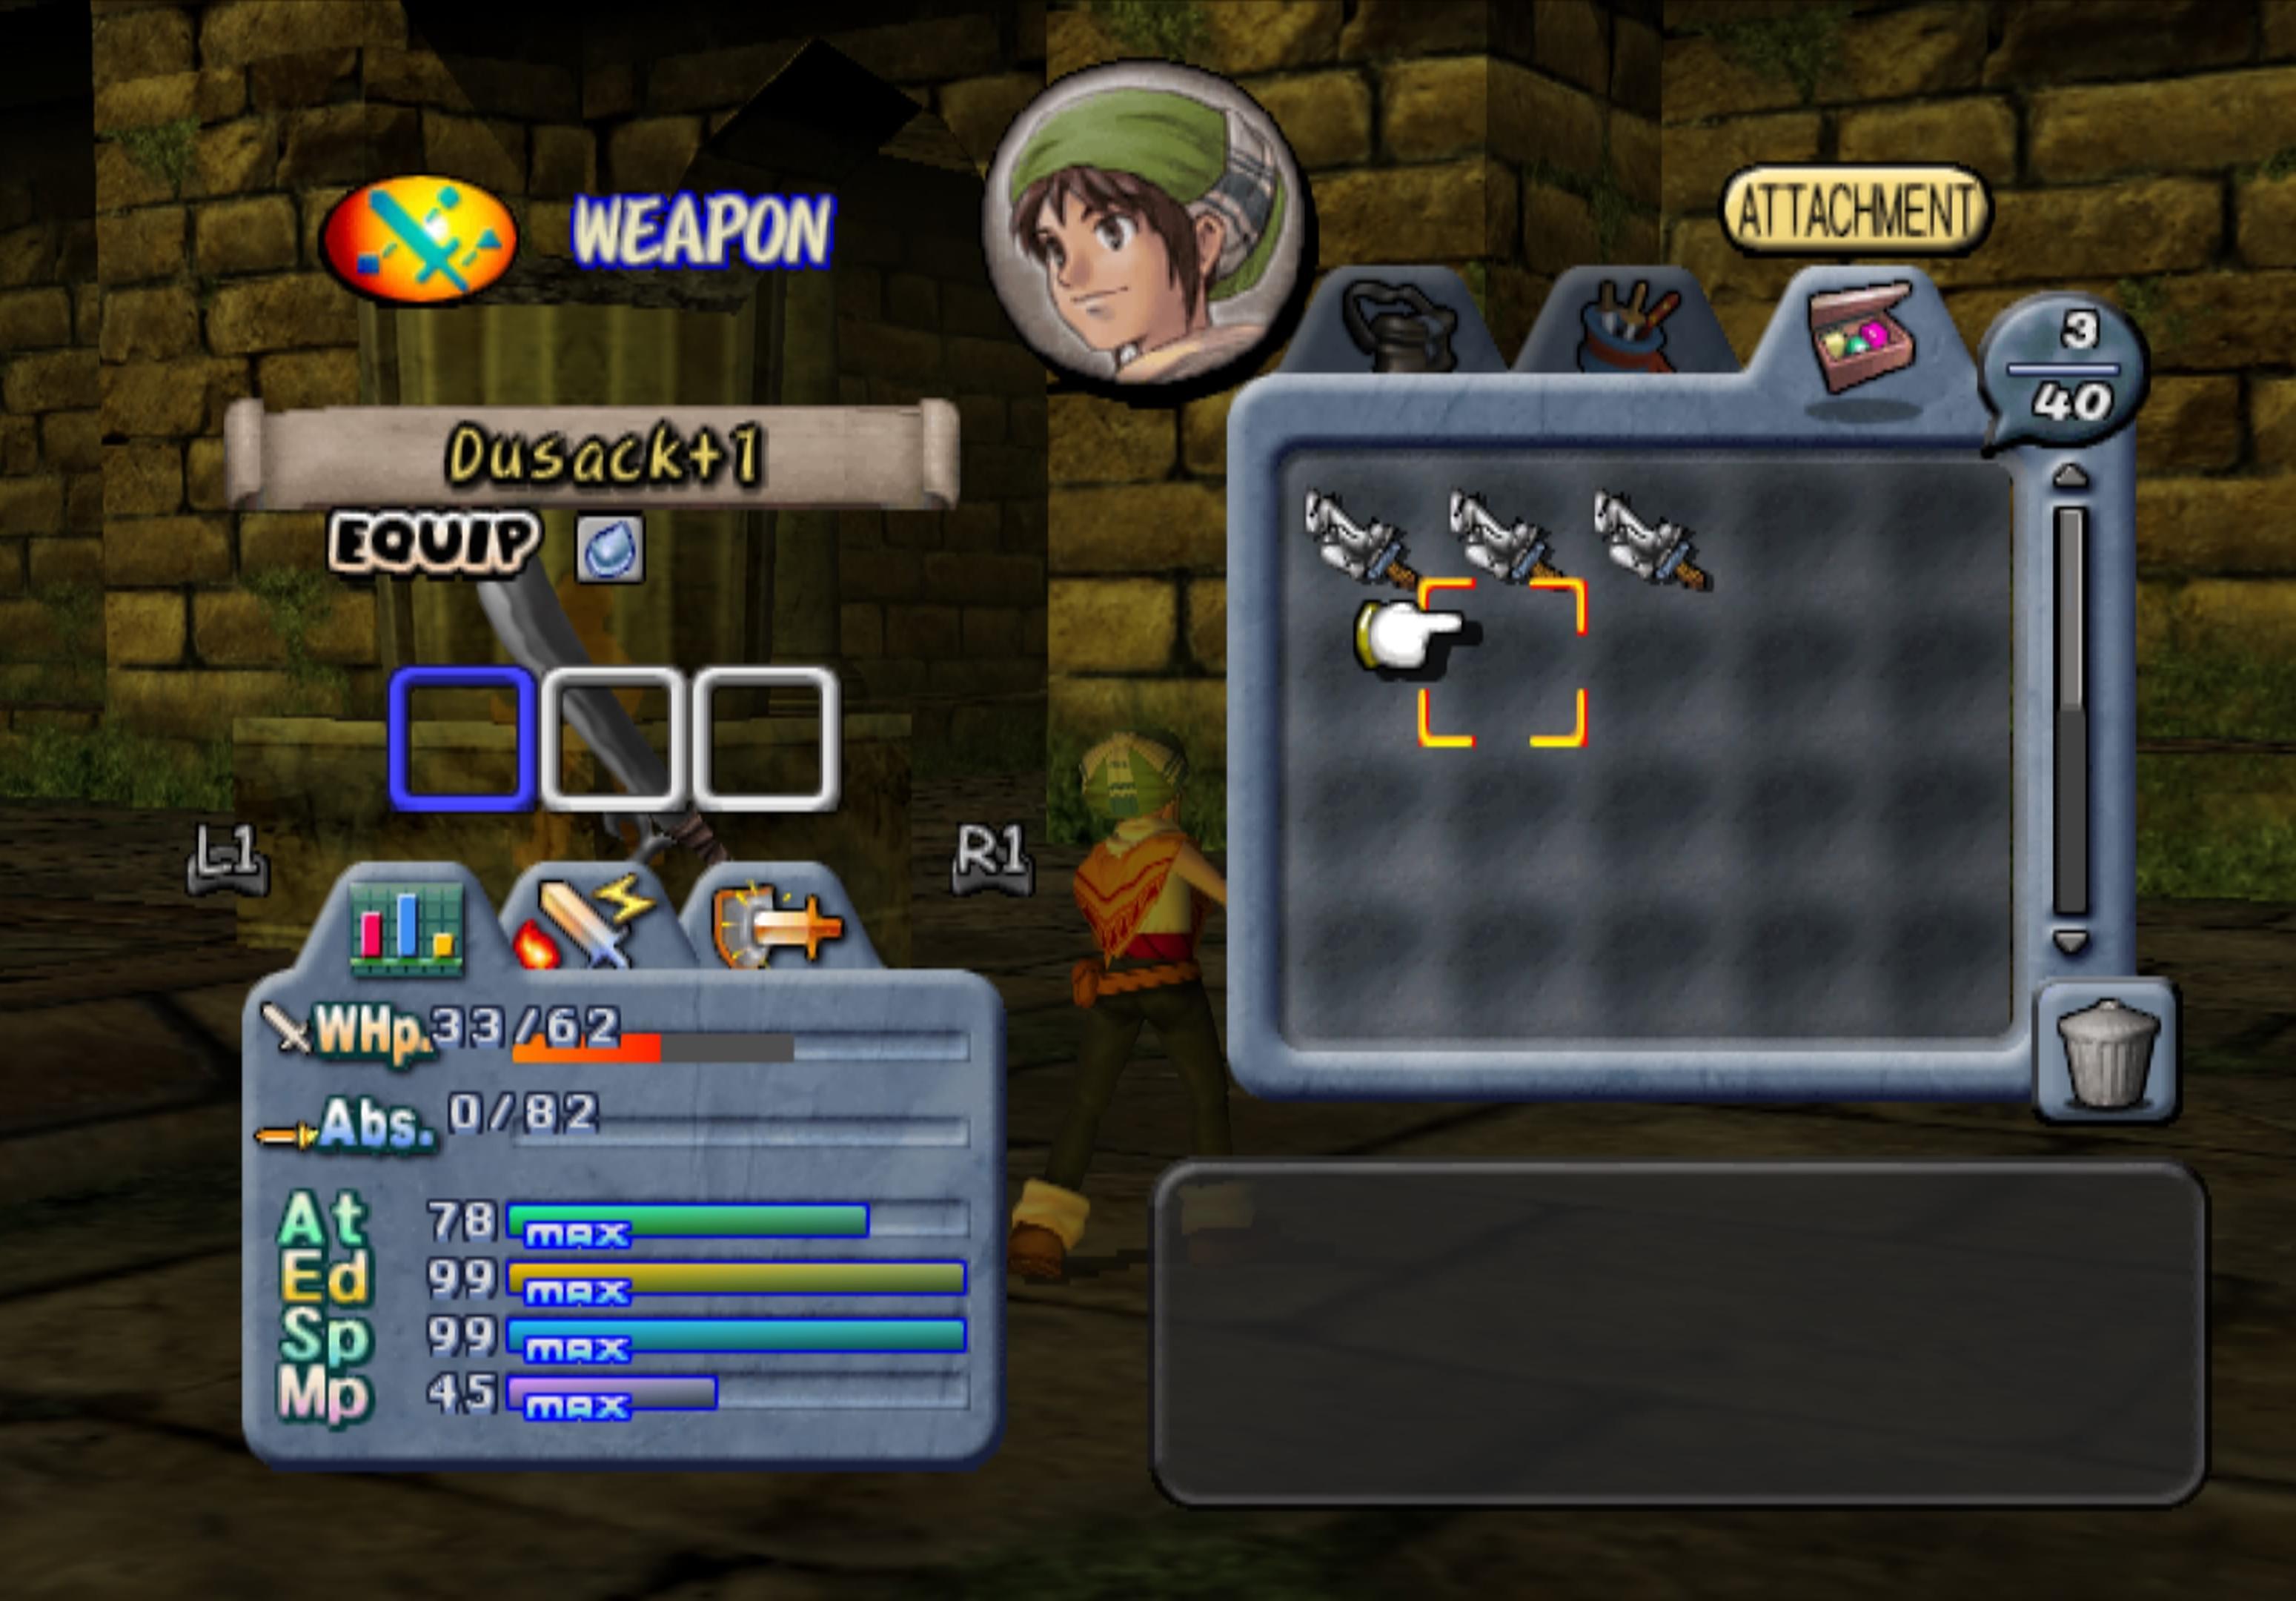 WEAPON
ATTACHMENT
3
40
Dusack+1
EQUIP
L1
R1
WHp. 33/62
Abs. 0/82
At 78 max
Ed 99 max
Sp 99 max
Mp 45 max